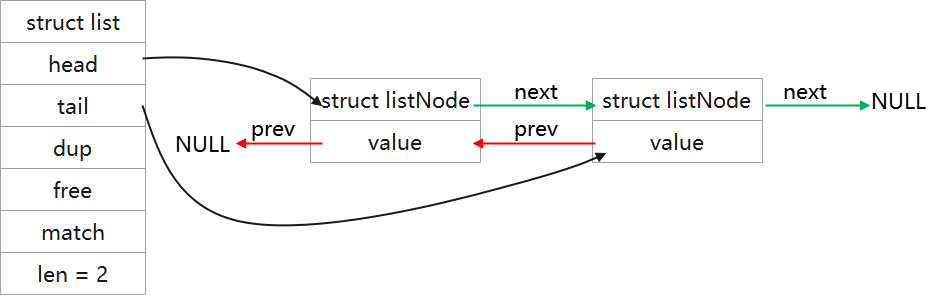 struct list
head
tail
dup
free
match
len = 2
struct listNode
value
next
prev
NULL
prev
struct listNode
value
next
NULL